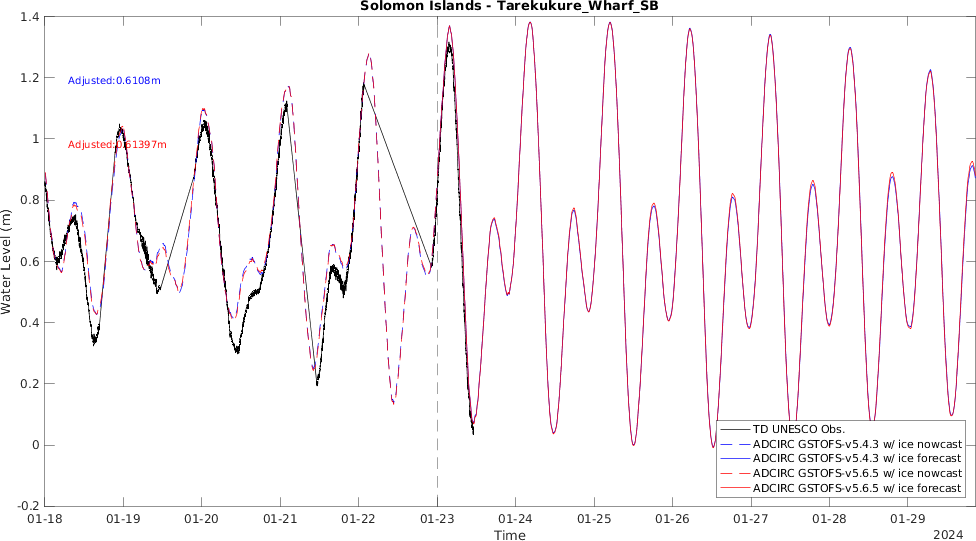 Solomon Islands - Tarekukure_Wharf_SB
Water Level (m)
1.4
1.2
1
0.8
0.6
0.4
0.2
0
-0.2
Adjusted:0.6108m
Adjusted:0.61397m
TD UNESCO Obs.
ADCIRC GSTOFS-v5.4.3 w/ ice nowcast
ADCIRC GSTOFS-v5.4.3 w/ ice forecast
ADCIRC GSTOFS-v5.6.5 w/ ice nowcast
ADCIRC GSTOFS-v5.6.5 w/ ice forecast
01-18 01-19 01-20 01-21 01-22 01-23 01-24 01-25 01-26 01-27 01-28 01-29
Time
2024